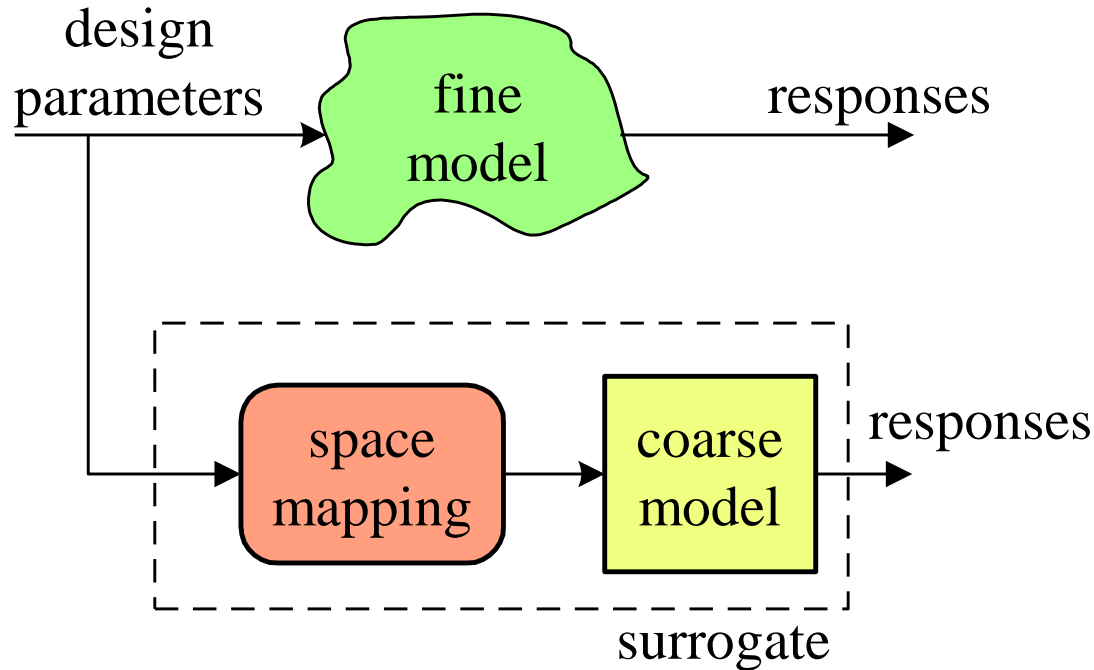 design
parameters
fine
model
responses
space
mapping
coarse
model
responses
surrogate